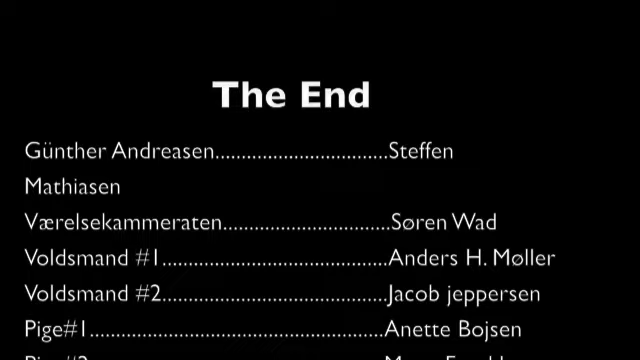 The End
Günther Andreasen.................................Steffen
Mathiasen
Værelsekammeraten................................Søren Wad
Voldsmand #1...........................................Anders H. Møller
Voldsmand #2...........................................Jacob jeppersen
Pige#1........................................................Anette Bojsen